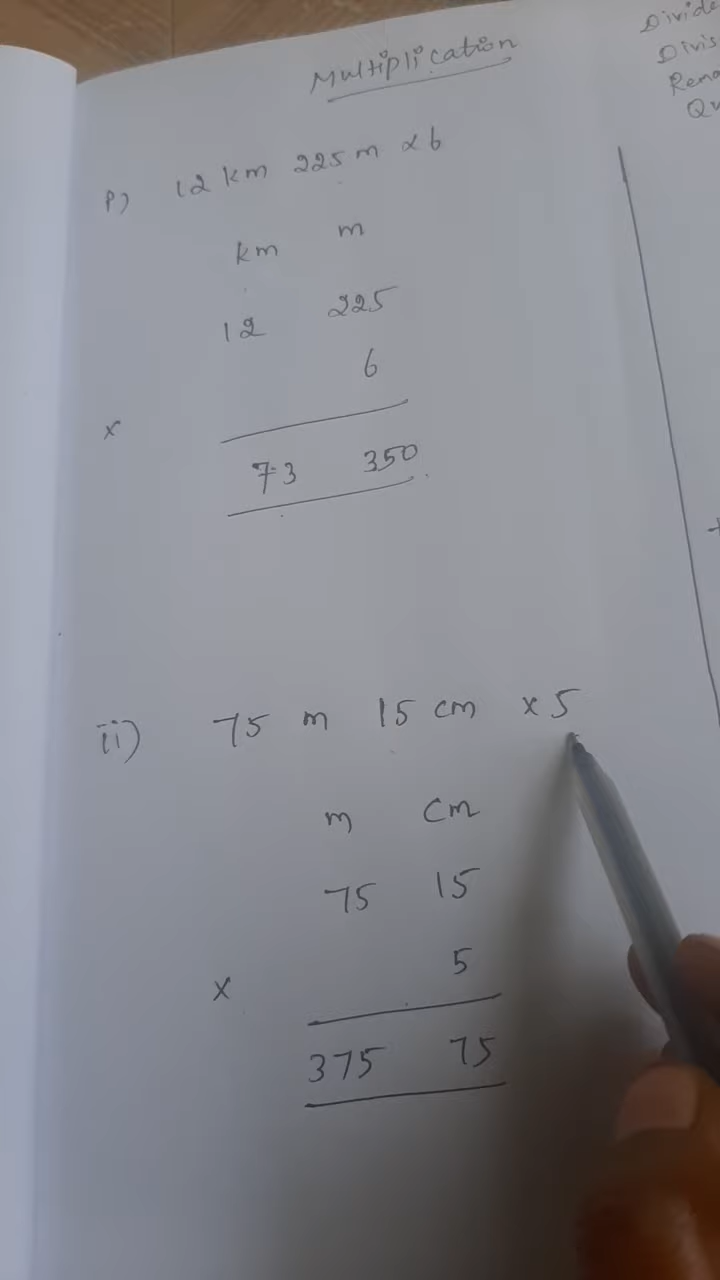 Multiplication
P) 12 km 225 m x 6
km m
12 225
6
x
73 350
ii) 75 m 15 cm x 5
m cm
75 15
5
x
375 75